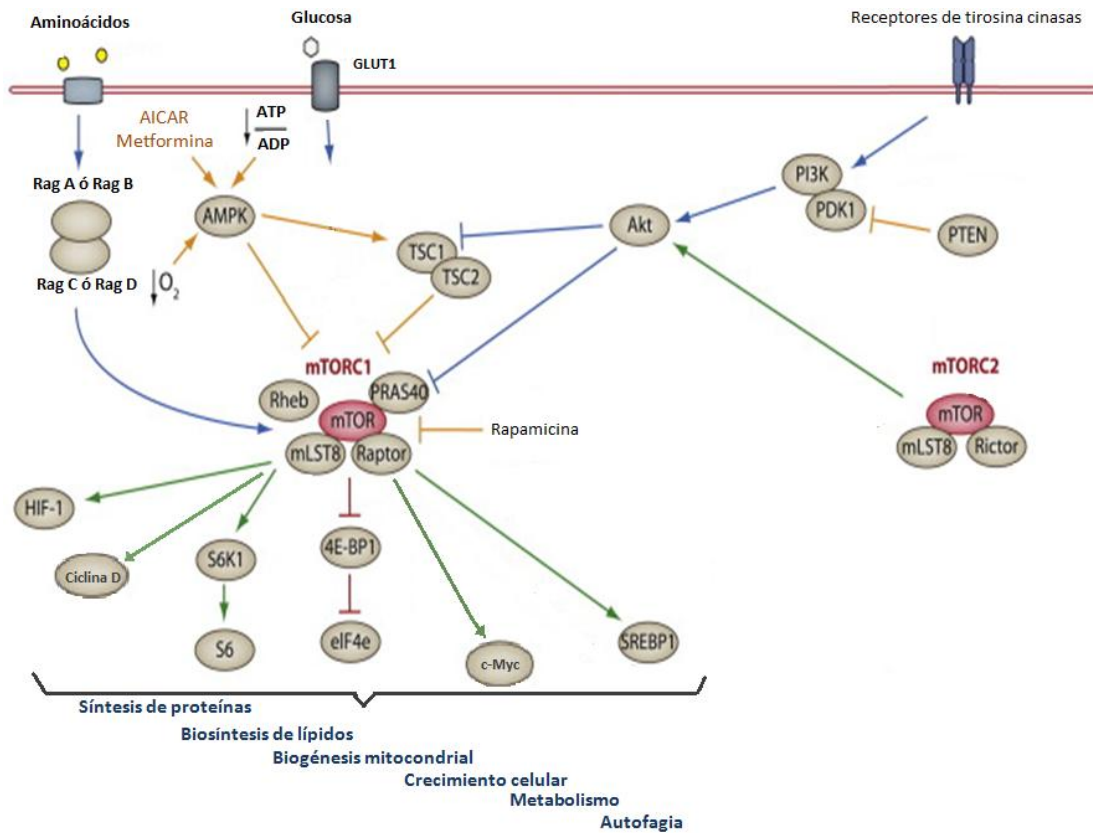 Aminoácidos
Glucosa
Receptores de tirosina cinasas
GLUT1
AICAR
Metformina
ATP
ADP
Rag A ó Rag B
AMPK
Rag C ó Rag D
O2
TSC1
TSC2
Akt
PI3K
PDK1
PTEN
mTORC1
Rheb
PRAS40
mTOR
mLST8
Raptor
Rapamicina
mTORC2
mTOR
mLST8
Rictor
HIF-1
Ciclina D
S6K1
S6
4E-BP1
eIF4e
c-Myc
SREBP1
Síntesis de proteínas
Biosíntesis de lípidos
Biogénesis mitocondrial
Crecimiento celular
Metabolismo
Autofagia